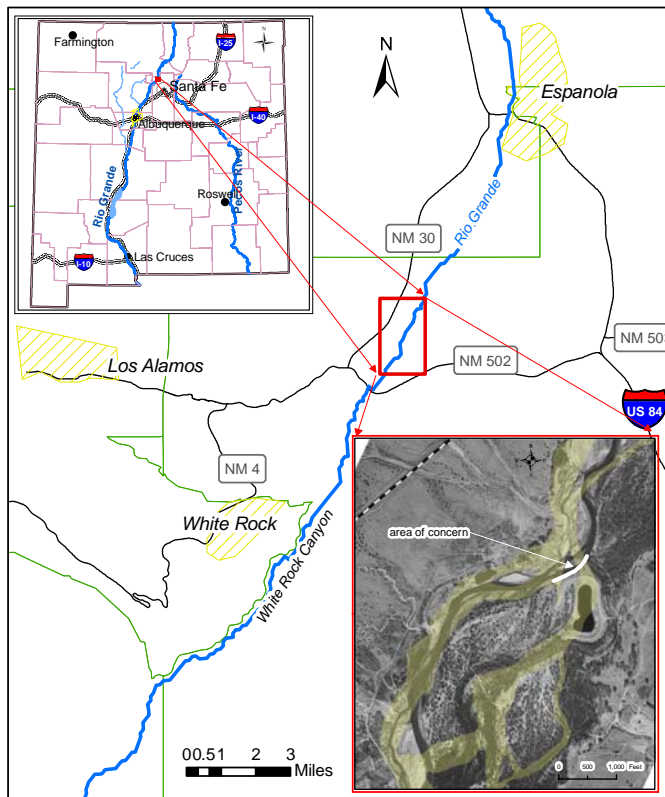 Farmington
I-25
N
Santa Fe
I-40
Albuquerque
Rio Grande
Pecos River
Roswell
I-10
Las Cruces
N
Espanola
NM 30
Rio Grande
NM 503
Los Alamos
NM 502
US 84
NM 4
White Rock
White Rock Canyon
area of concern
0 0.5 1 2 3
Miles
0 500 1,000 Feet